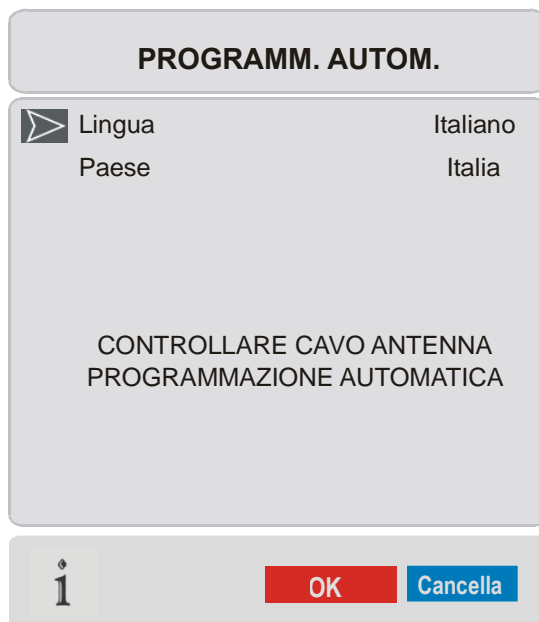 PROGRAMM. AUTOM.
Lingua Italiano
Paese Italia
CONTROLLARE CAVO ANTENNA
PROGRAMMAZIONE AUTOMATICA
i OK Cancella